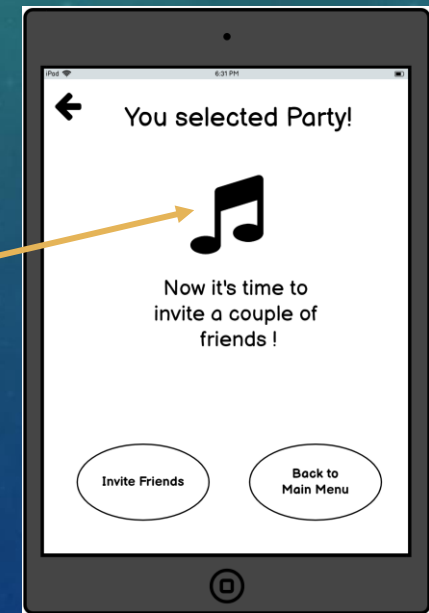 iPod 6:31 PM
You selected Party!
Now it's time to
invite a couple of
friends !
Invite Friends
Back to
Main Menu